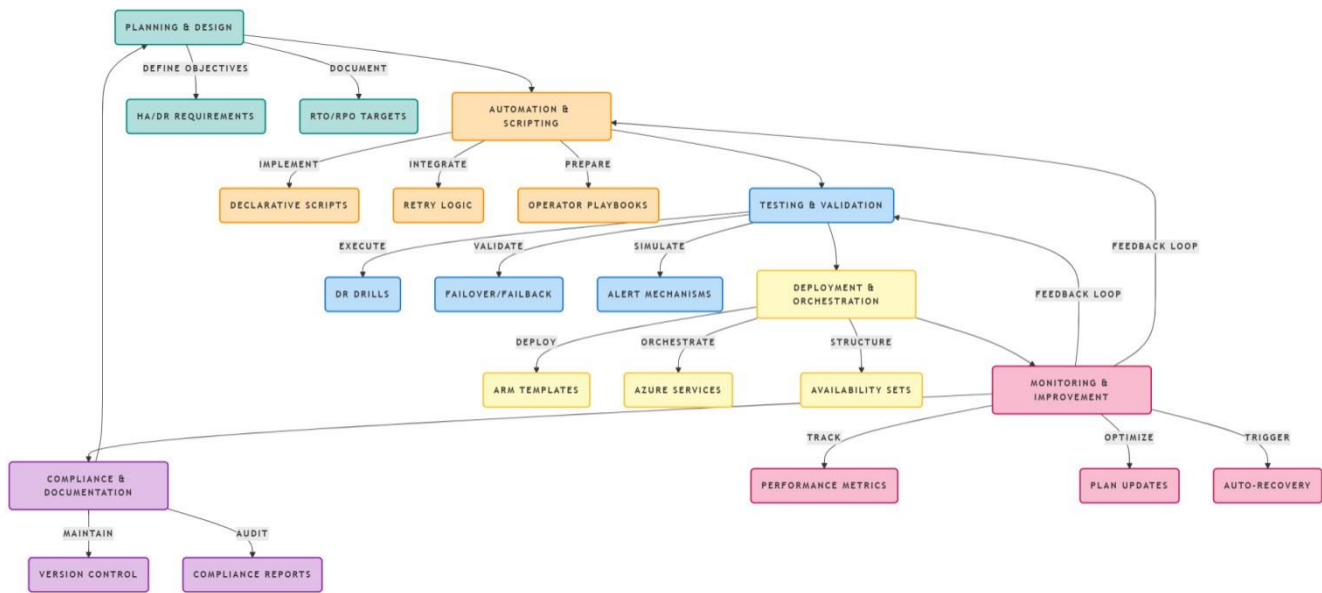 PLANNING & DESIGN
DEFINE OBJECTIVES
DOCUMENT
HA/DR REQUIREMENTS
RTO/RPO TARGETS
AUTOMATION &
SCRIPTING
IMPLEMENT
INTEGRATE
PREPARE
DECLARATIVE SCRIPTS
RETRY LOGIC
OPERATOR PLAYBOOKS
TESTING & VALIDATION
EXECUTE
VALIDATE
SIMULATE
FEEDBACK LOOP
DR DRILLS
FAILOVER/FAILBACK
ALERT MECHANISMS
DEPLOYMENT &
ORCHESTRATION
FEEDBACK LOOP
DEPLOY
ORCHESTRATE
STRUCTURE
ARM TEMPLATES
AZURE SERVICES
AVAILABILITY SETS
MONITORING &
IMPROVEMENT
TRACK
OPTIMIZE
TRIGGER
COMPLIANCE &
DOCUMENTATION
PERFORMANCE METRICS
PLAN UPDATES
AUTO-RECOVERY
MAINTAIN
AUDIT
VERSION CONTROL
COMPLIANCE REPORTS